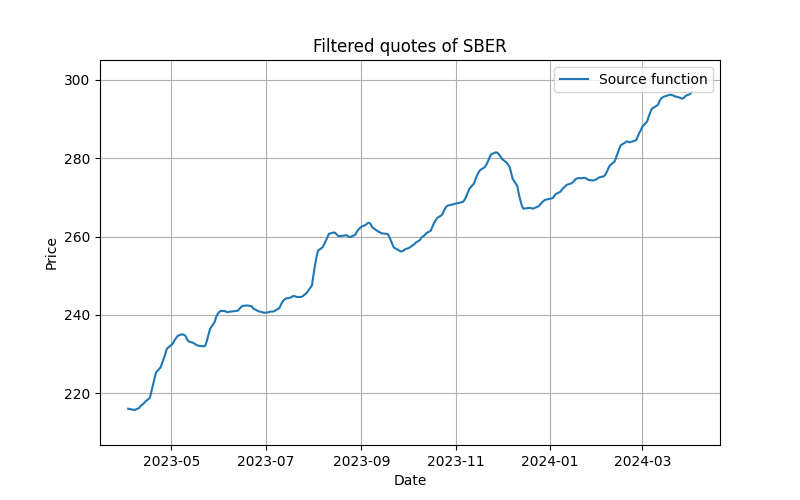 Filtered quotes of SBER
Source function
300
280
260
240
220
Price
2023-05
2023-07
2023-09
2023-11
2024-01
2024-03
Date